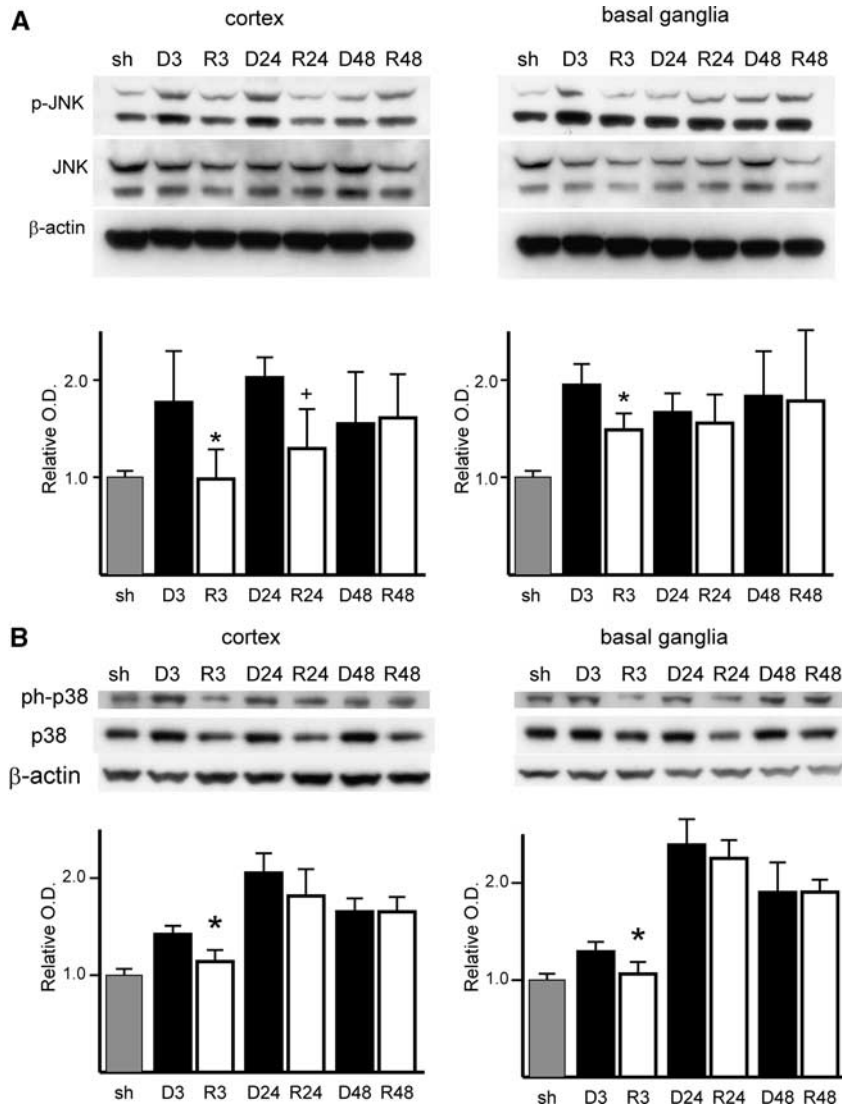 A
cortex
basal ganglia
sh D3 R3 D24 R24 D48 R48
sh D3 R3 D24 R24 D48 R48
p-JNK
JNK
β-actin
Relative O.D.
2.0
1.0
*
+
sh D3 R3 D24 R24 D48 R48
Relative O.D.
2.0
1.0
*
sh D3 R3 D24 R24 D48 R48
B
cortex
basal ganglia
sh D3 R3 D24 R24 D48 R48
sh D3 R3 D24 R24 D48 R48
ph-p38
p38
β-actin
Relative O.D.
2.0
1.0
*
sh D3 R3 D24 R24 D48 R48
Relative O.D.
2.0
1.0
*
sh D3 R3 D24 R24 D48 R48